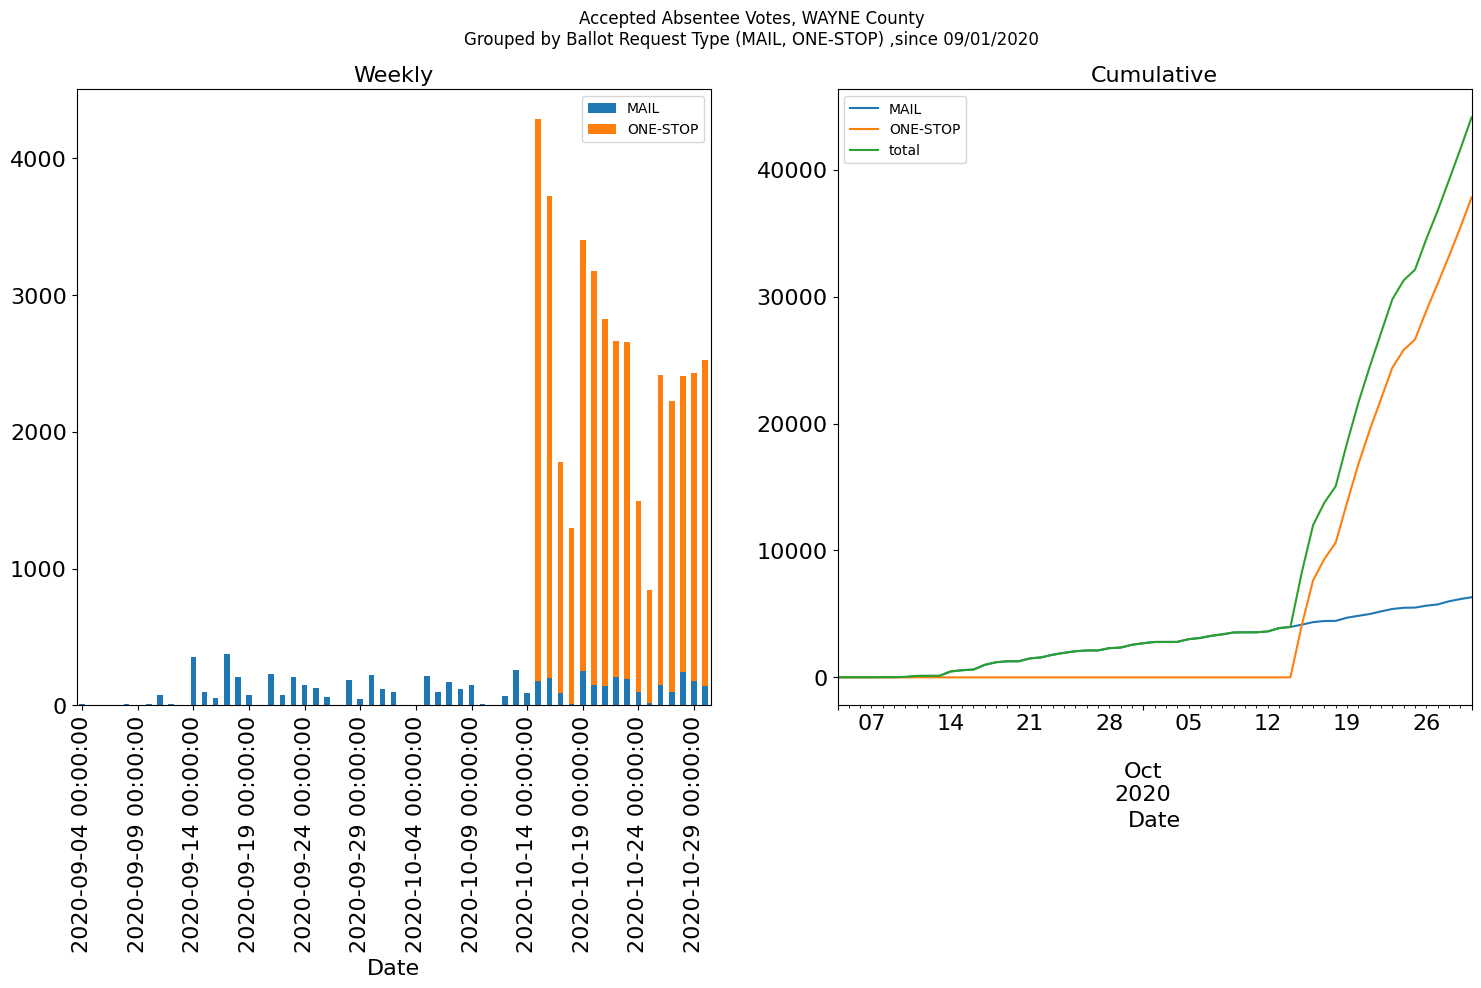 Accepted Absentee Votes, WAYNE County
Grouped by Ballot Request Type (MAIL, ONE-STOP) ,since 09/01/2020
Weekly
MAIL
ONE-STOP
4000
3000
2000
1000
0
2020-09-04 00:00:00
2020-09-09 00:00:00
2020-09-14 00:00:00
2020-09-19 00:00:00
2020-09-24 00:00:00
2020-09-29 00:00:00
2020-10-04 00:00:00
2020-10-09 00:00:00
2020-10-14 00:00:00
2020-10-19 00:00:00
2020-10-24 00:00:00
2020-10-29 00:00:00
Date
Cumulative
MAIL
ONE-STOP
total
40000
30000
20000
10000
0
07 14 21 28 05 12 19 26
Oct
2020
Date